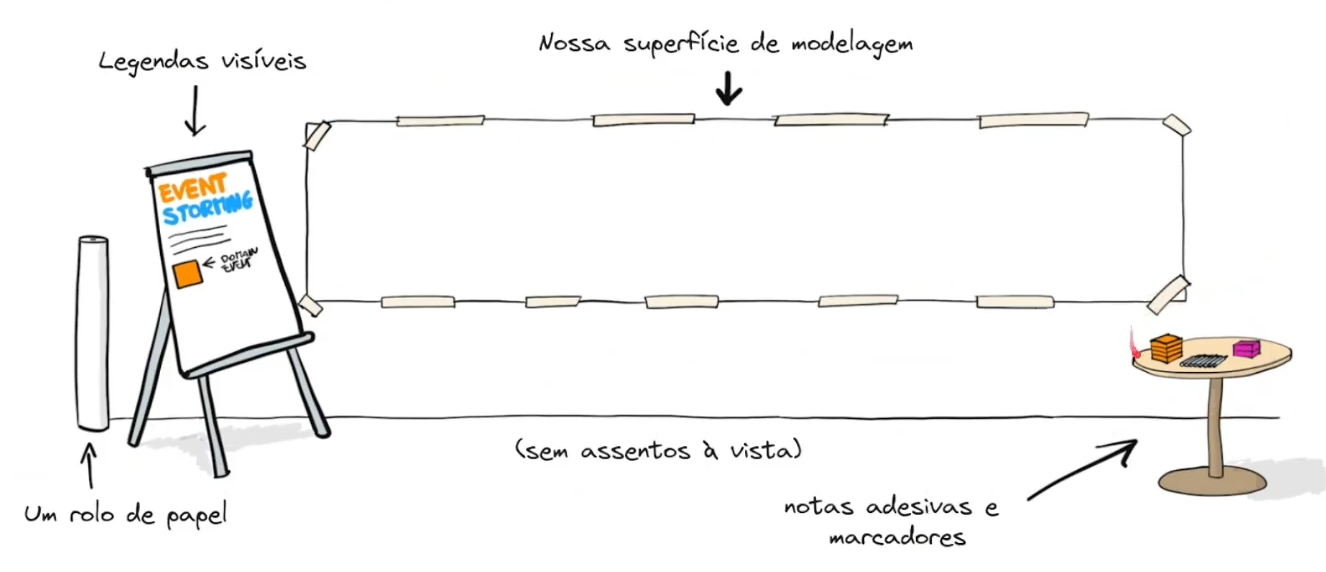 Nossa superfície de modelagem
Legendas visíveis
EVENT
STORMING
DOMAIN
EVENT
(sem assentos à vista)
Um rolo de papel
notas adesivas e
marcadores